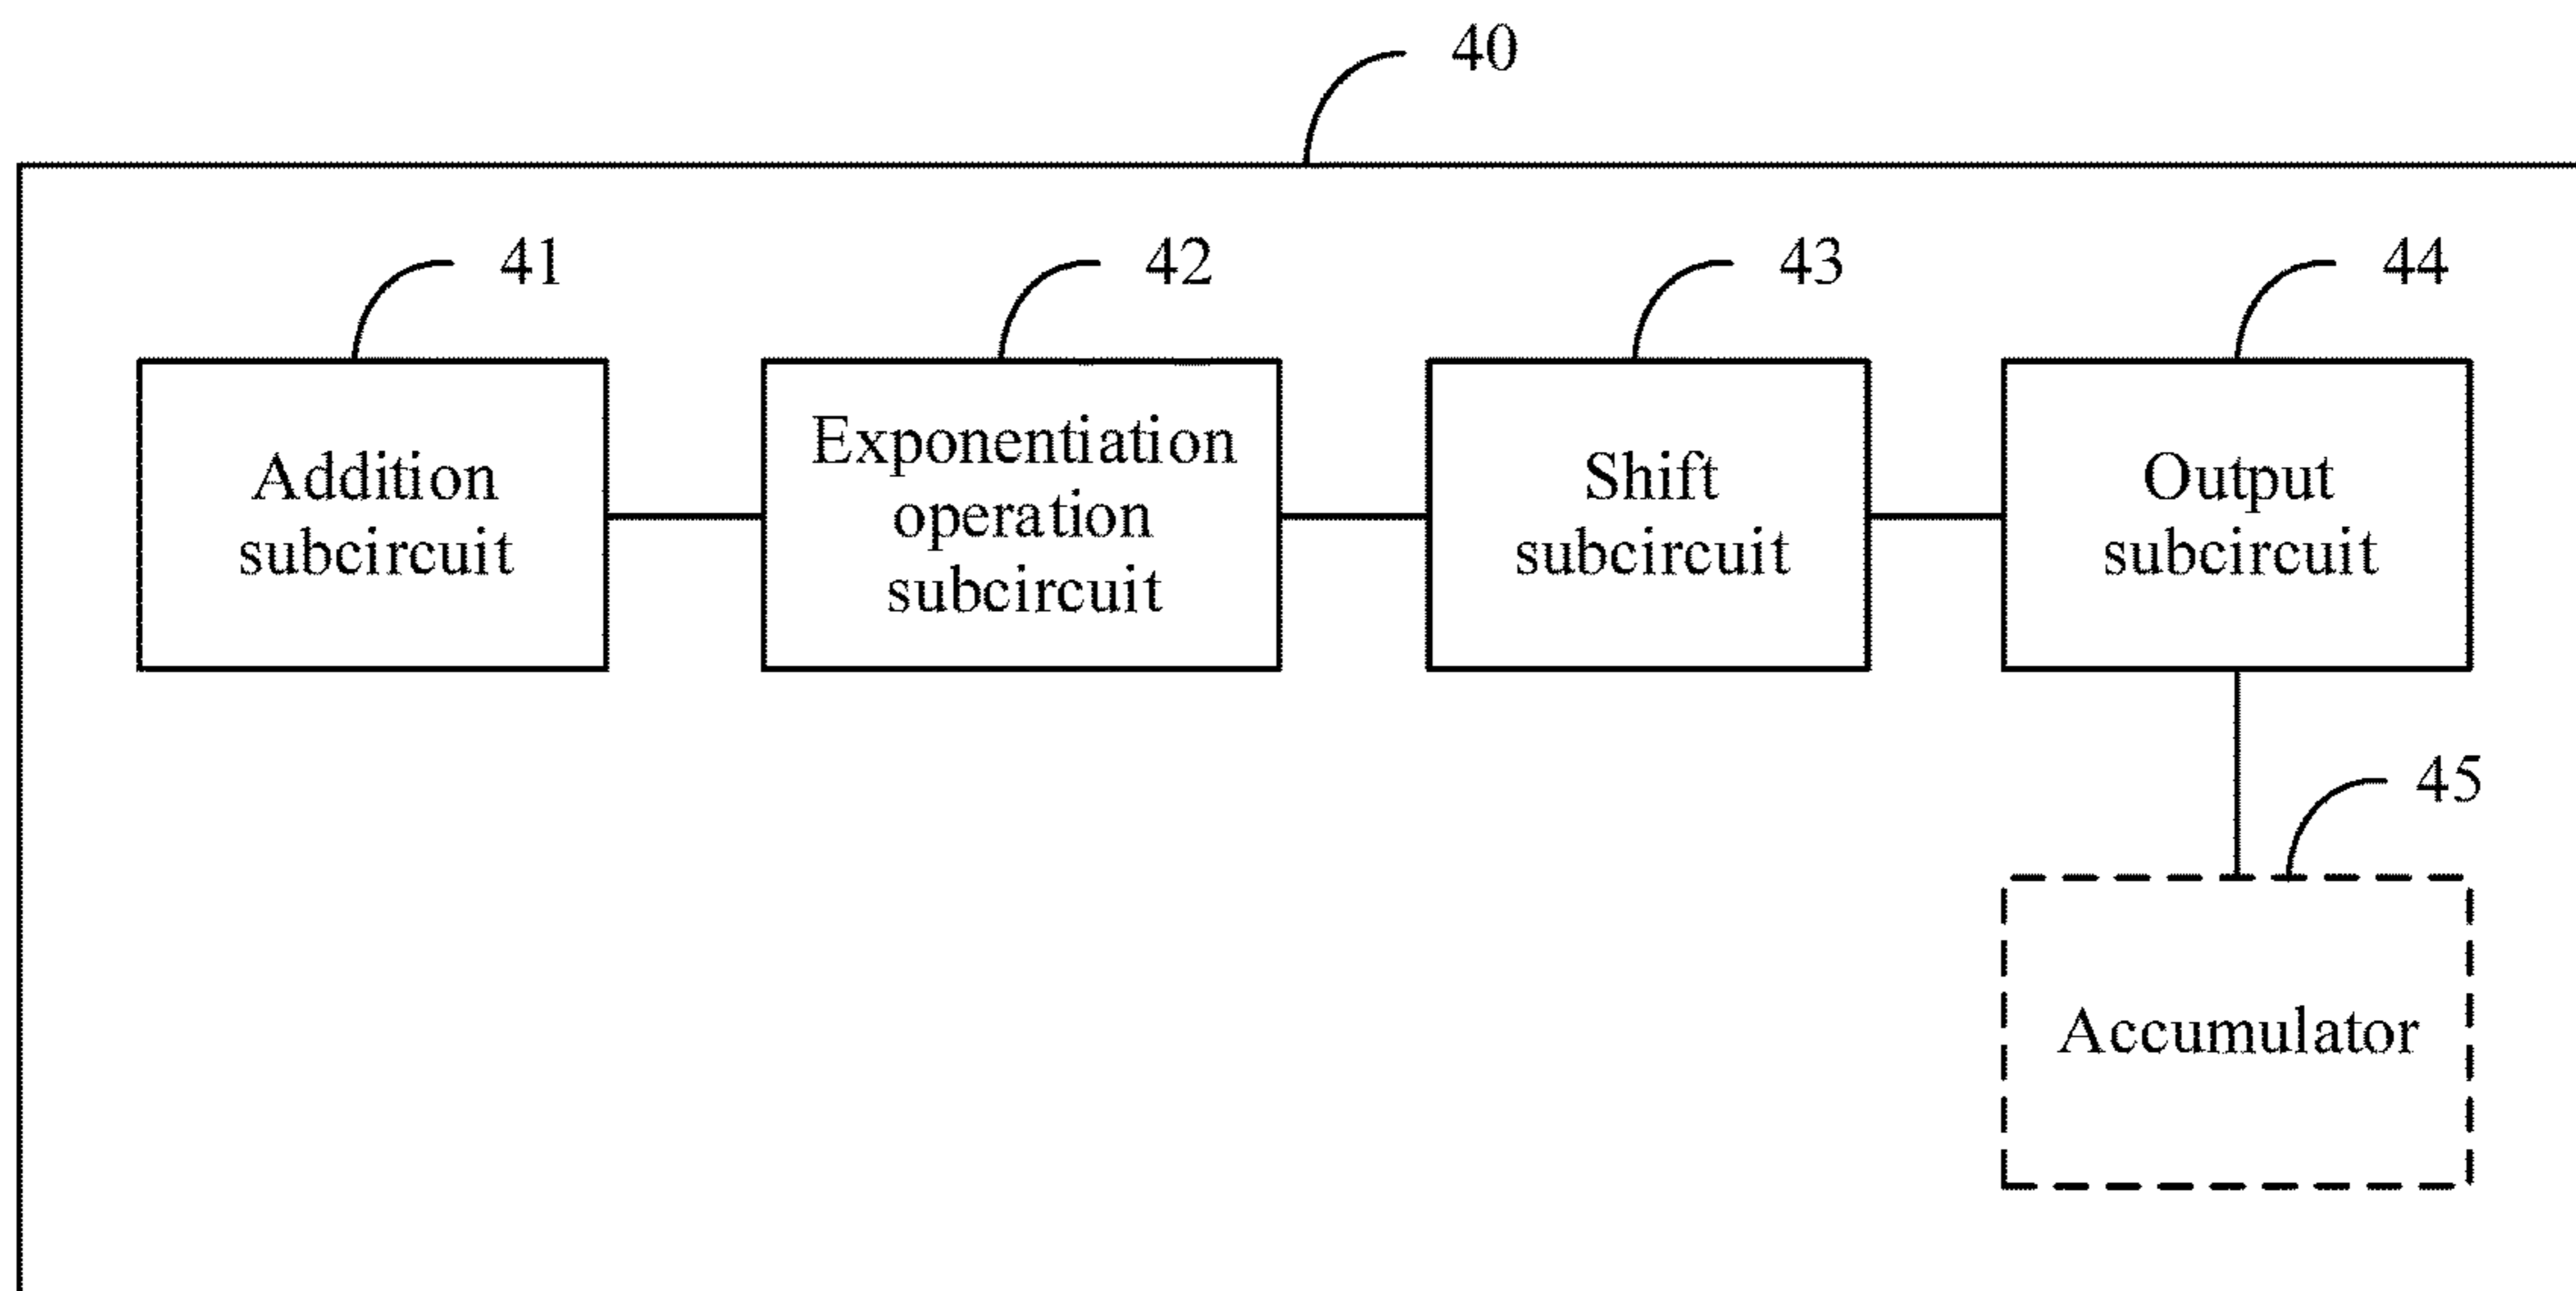 40
41
42
43
44
Addition
subcircuit
Exponentiation
operation
subcircuit
Shift
subcircuit
Output
subcircuit
45
Accumulator